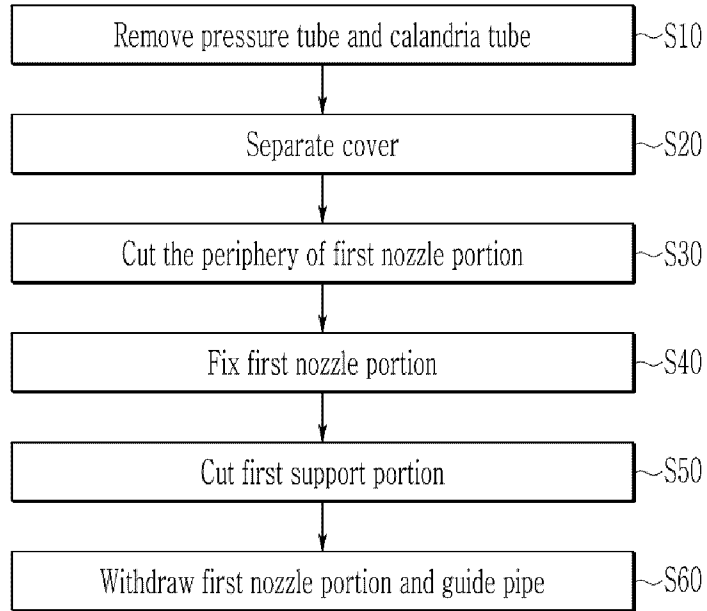 Remove pressure tube and calandria tube S10
Separate cover S20
Cut the periphery of first nozzle portion S30
Fix first nozzle portion S40
Cut first support portion S50
Withdraw first nozzle portion and guide pipe S60